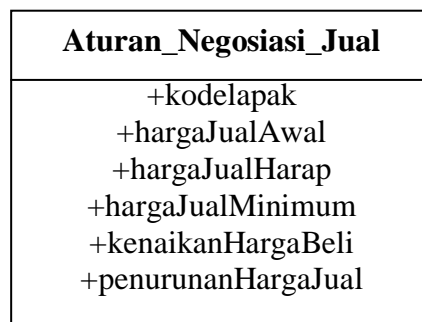 Aturan_Negosiasi_Jual
+kodelapak
+hargaJualAwal
+hargaJualHarap
+hargaJualMinimum
+kenaikanHargaBeli
+penurunanHargaJual